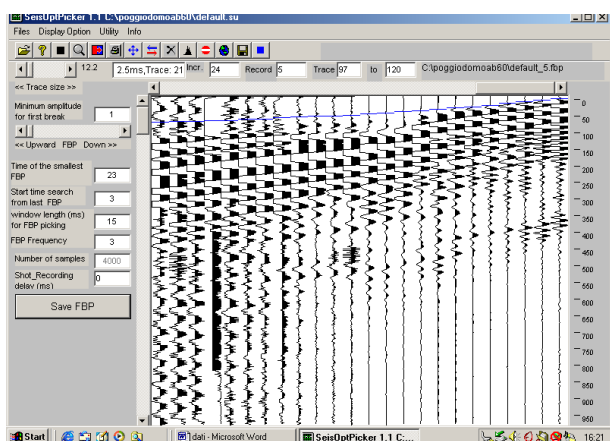 SeisOptPicker 1.1 C:\poggiodomoab60\default.su
Files Display Option Utility Info
12.2 2.5ms,Trace: 21 Incr. 24 Record 5 Trace 97 to 120 C:\poggiodomoab60\default_5.fbp
<< Trace size >>
Minimum amplitude
for first break 1
<< Upward FBP Down >>
Time of the smallest
FBP 23
Start time search
from last FBP 3
window length (ms)
for FBP picking 15
FBP Frequency 3
Number of samples 4000
Shot_Recording
delay (ms) 0
Save FBP
0
50
100
150
200
250
300
350
400
450
500
550
600
650
700
750
800
850
900
950
Start dati - Microsoft Word SeisOptPicker 1.1 C:... 16.21